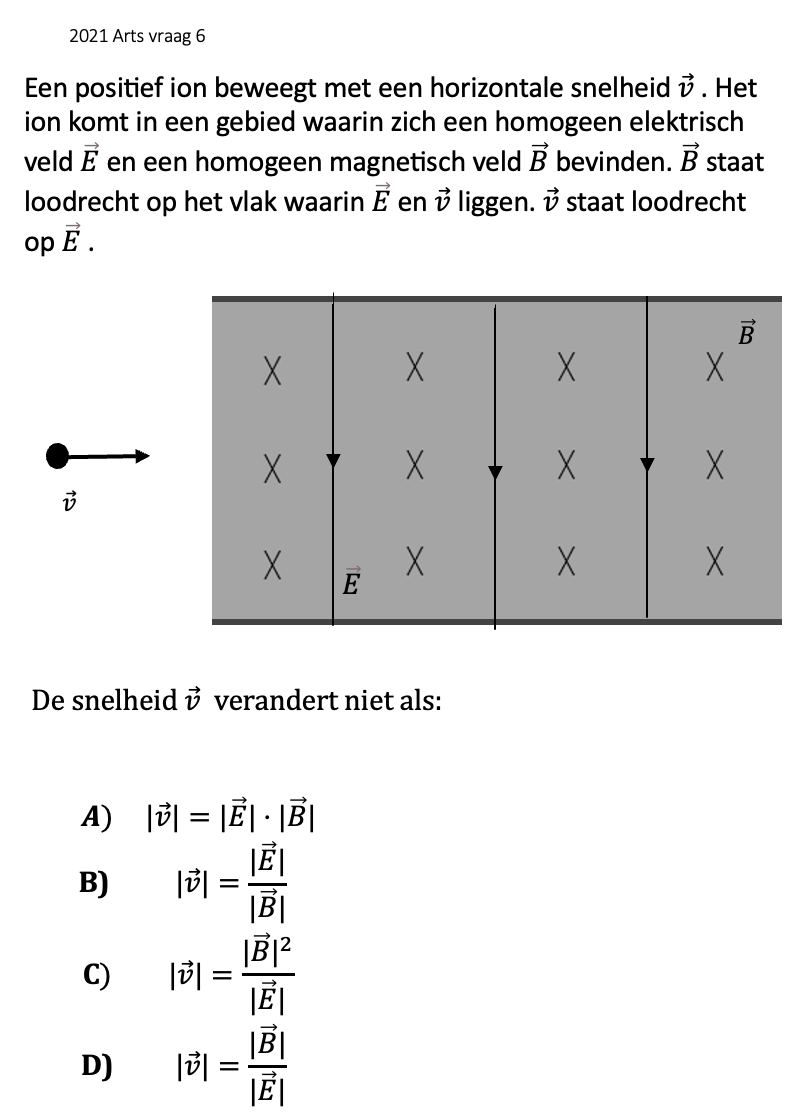 2021 Arts vraag 6
Een positief ion beweegt met een horizontale snelheid $\vec{v}$ . Het
ion komt in een gebied waarin zich een homogeen elektrisch
veld $\vec{E}$ en een homogeen magnetisch veld $\vec{B}$ bevinden. $\vec{B}$ staat
loodrecht op het vlak waarin $\vec{E}$ en $\vec{v}$ liggen. $\vec{v}$ staat loodrecht
op $\vec{E}$ .
$\vec{B}$
X X X X
X X X X
$\vec{v}$
X X X X
$\vec{E}$
De snelheid $\vec{v}$ verandert niet als:
A) $|\vec{v}| = |\vec{E}| \cdot |\vec{B}|$
B) $|\vec{v}| = \frac{|\vec{E}|}{|\vec{B}|}$
C) $|\vec{v}| = \frac{|\vec{B}|^2}{|\vec{E}|}$
D) $|\vec{v}| = \frac{|\vec{B}|}{|\vec{E}|}$